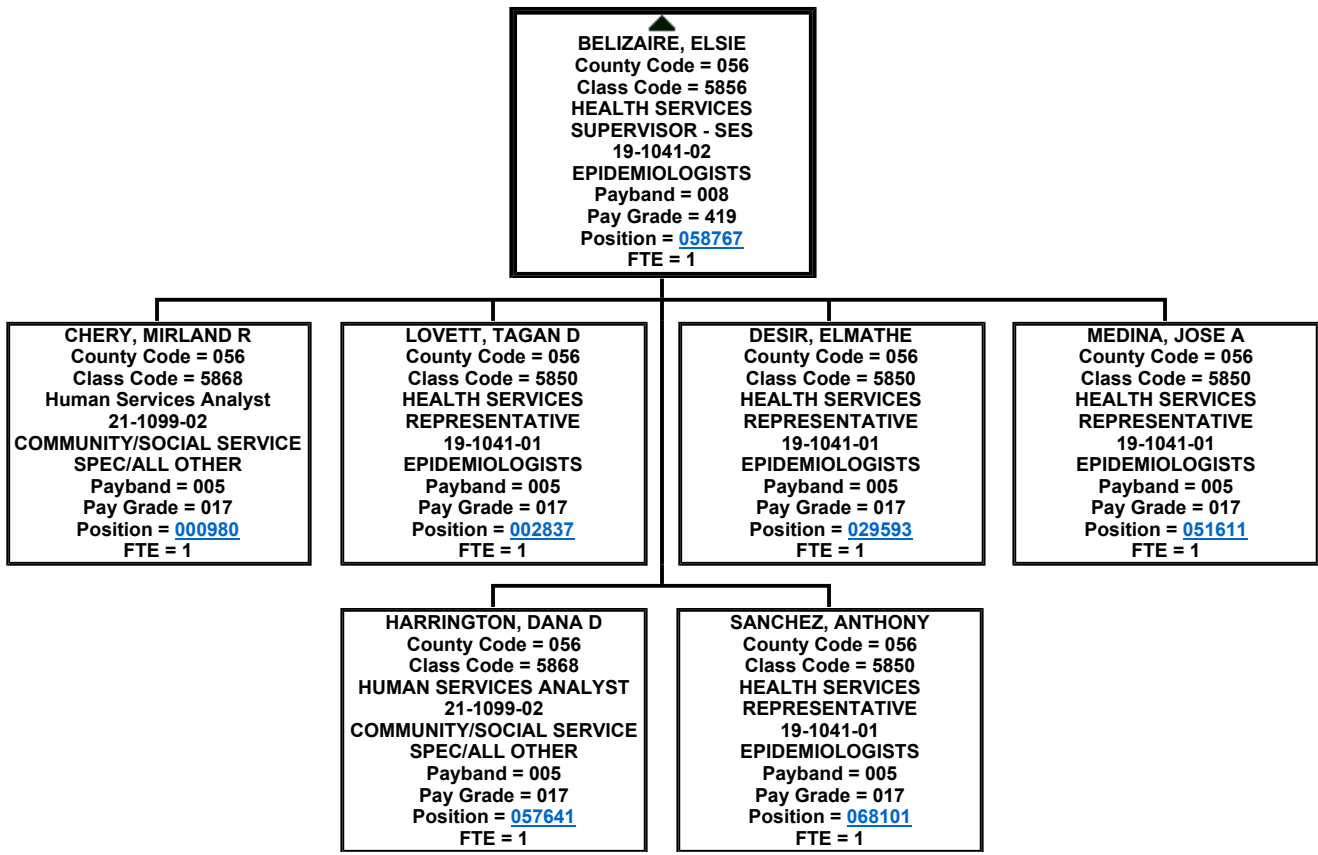 BELIZAIRE, ELSIE
County Code = 056
Class Code = 5856
HEALTH SERVICES
SUPERVISOR - SES
19-1041-02
EPIDEMIOLOGISTS
Payband = 008
Pay Grade = 419
Position = 058767
FTE = 1
CHERY, MIRLAND R
County Code = 056
Class Code = 5868
Human Services Analyst
21-1099-02
COMMUNITY/SOCIAL SERVICE
SPEC/ALL OTHER
Payband = 005
Pay Grade = 017
Position = 000980
FTE = 1
LOVETT, TAGAN D
County Code = 056
Class Code = 5850
HEALTH SERVICES
REPRESENTATIVE
19-1041-01
EPIDEMIOLOGISTS
Payband = 005
Pay Grade = 017
Position = 002837
FTE = 1
DESIR, ELMATHE
County Code = 056
Class Code = 5850
HEALTH SERVICES
REPRESENTATIVE
19-1041-01
EPIDEMIOLOGISTS
Payband = 005
Pay Grade = 017
Position = 029593
FTE = 1
MEDINA, JOSE A
County Code = 056
Class Code = 5850
HEALTH SERVICES
REPRESENTATIVE
19-1041-01
EPIDEMIOLOGISTS
Payband = 005
Pay Grade = 017
Position = 051611
FTE = 1
HARRINGTON, DANA D
County Code = 056
Class Code = 5868
HUMAN SERVICES ANALYST
21-1099-02
COMMUNITY/SOCIAL SERVICE
SPEC/ALL OTHER
Payband = 005
Pay Grade = 017
Position = 057641
FTE = 1
SANCHEZ, ANTHONY
County Code = 056
Class Code = 5850
HEALTH SERVICES
REPRESENTATIVE
19-1041-01
EPIDEMIOLOGISTS
Payband = 005
Pay Grade = 017
Position = 068101
FTE = 1